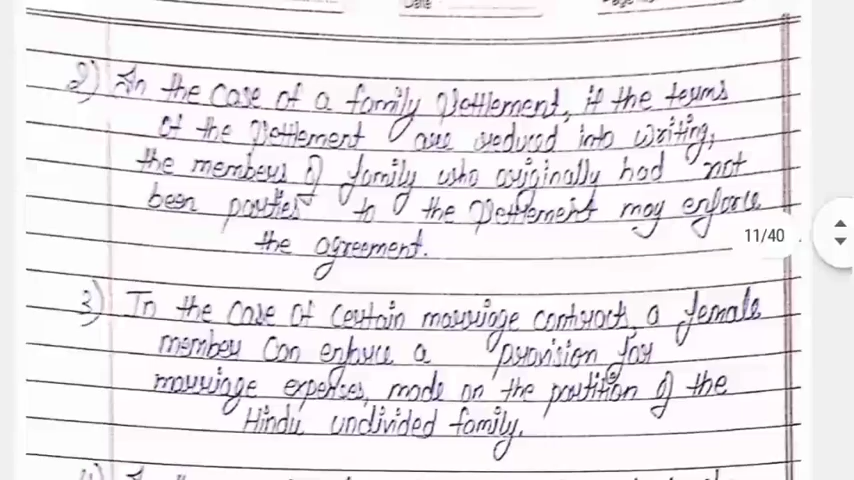 Date
2) In the case of a family settlement, if the terms
of the settlement are reduced into writing,
the members of family who originally had not
been parties to the settlement may enforce
the agreement.
11/40
3) In the case of certain marriage contracts, a female
member can enforce a provision for
marriage expenses, made on the partition of the
Hindu undivided family.
4)